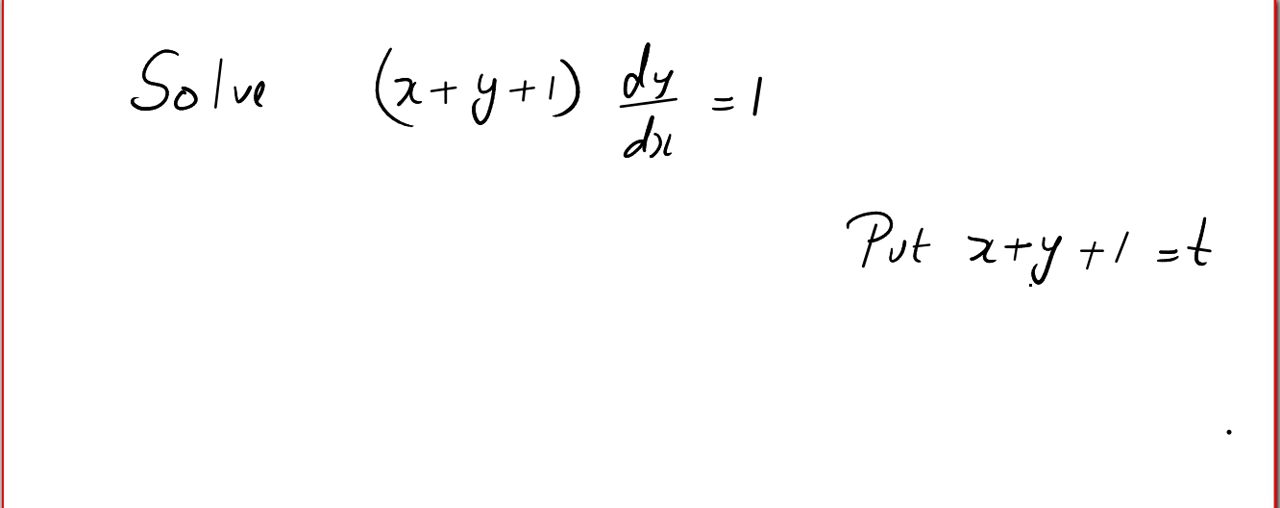 Solve (x+y+1) dy/dx = 1
Put x+y+1 = t